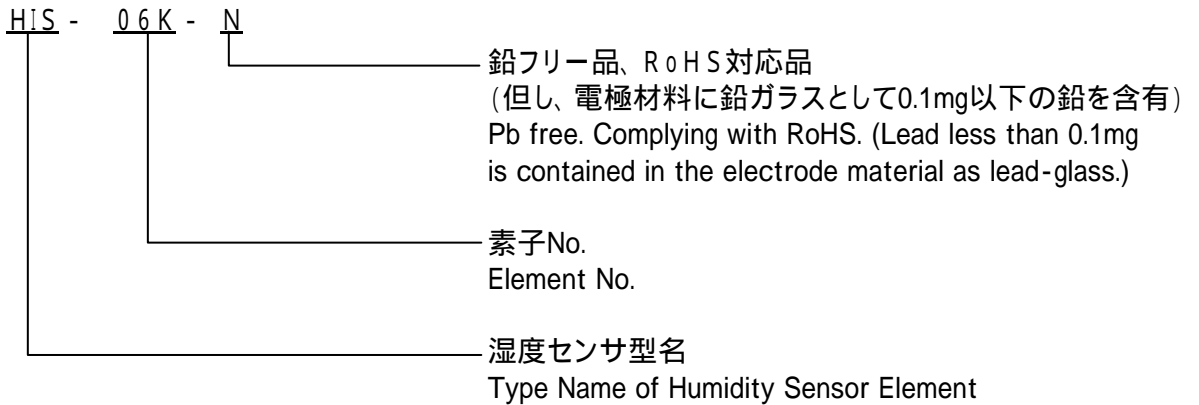 HIS - 06K - N
鉛フリー品、RoHS対応品
(但し、電極材料に鉛ガラスとして0.1mg以下の鉛を含有)
Pb free. Complying with RoHS. (Lead less than 0.1mg
is contained in the electrode material as lead-glass.)
素子No.
Element No.
湿度センサ型名
Type Name of Humidity Sensor Element